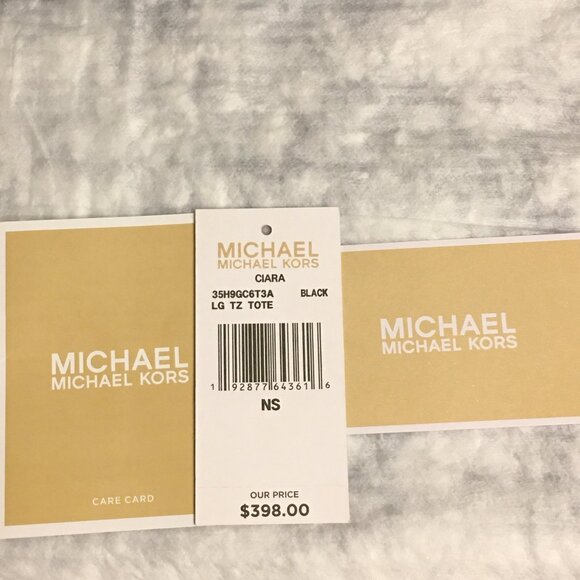 MICHAEL
MICHAEL KORS
CARE CARD
MICHAEL
MICHAEL KORS
CIARA
35H9GC6T3A BLACK
LG TZ TOTE
1 92877 64361 6
NS
OUR PRICE
$398.00
MICHAEL
MICHAEL KORS